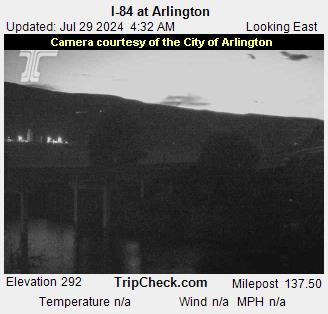 I-84 at Arlington
Updated: Jul 29 2024 4:32 AM Looking East
Camera courtesy of the City of Arlington
Elevation 292 TripCheck.com Milepost 137.50
Temperature n/a Wind n/a MPH n/a